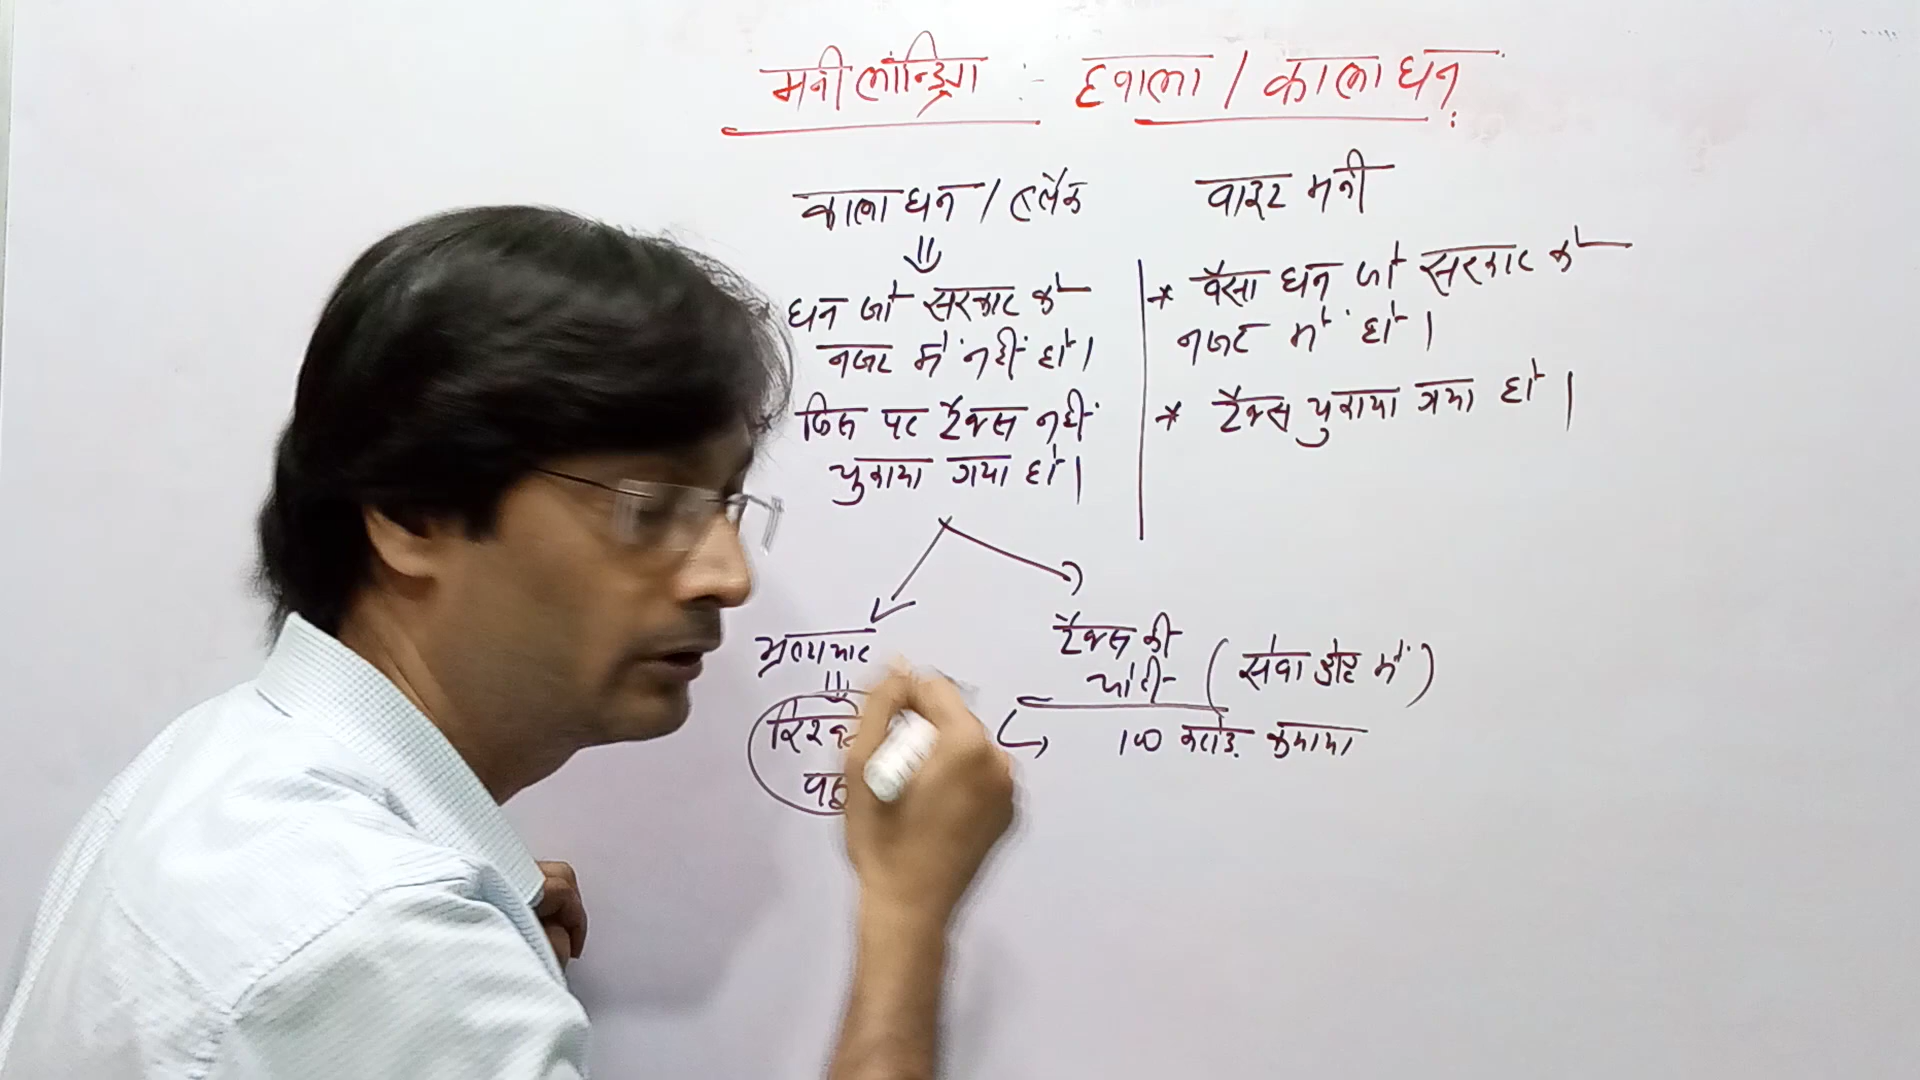 मनी लॉन्ड्रिंग :- हवाला / काला धन
काला धन / ब्लैक
धन जो सरकार के
नजर में नहीं हो।
* जिस पर टैक्स नहीं
चुकाया गया हो।
वाइट मनी
* वैसा धन जो सरकार के
नजर में हो।
* टैक्स चुकाया गया हो।
भ्रष्टाचार
टैक्स की
चोरी
(सेवा क्षेत्र में)
100 करोड़ कमाया